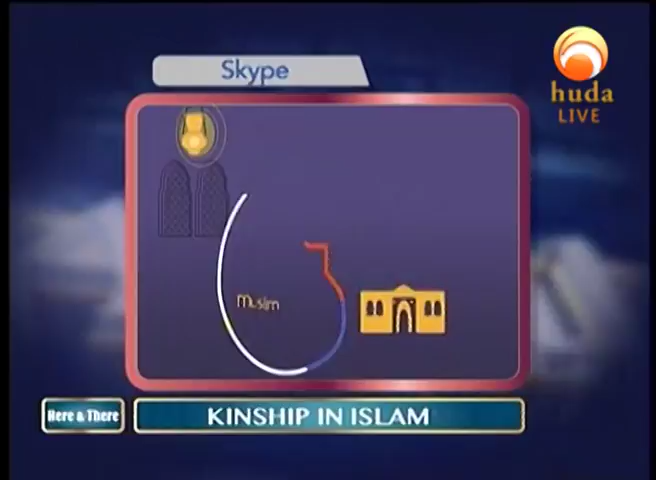 Skype
huda
LIVE
Muslim
Here & There
KINSHIP IN ISLAM